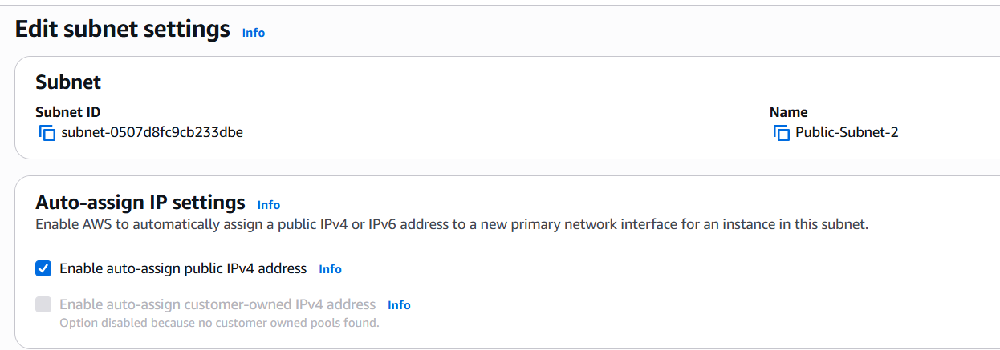 Edit subnet settings Info
Subnet
Subnet ID Name
subnet-0507d8fc9cb233dbe Public-Subnet-2
Auto-assign IP settings Info
Enable AWS to automatically assign a public IPv4 or IPv6 address to a new primary network interface for an instance in this subnet.
Enable auto-assign public IPv4 address Info
Enable auto-assign customer-owned IPv4 address Info
Option disabled because no customer owned pools found.